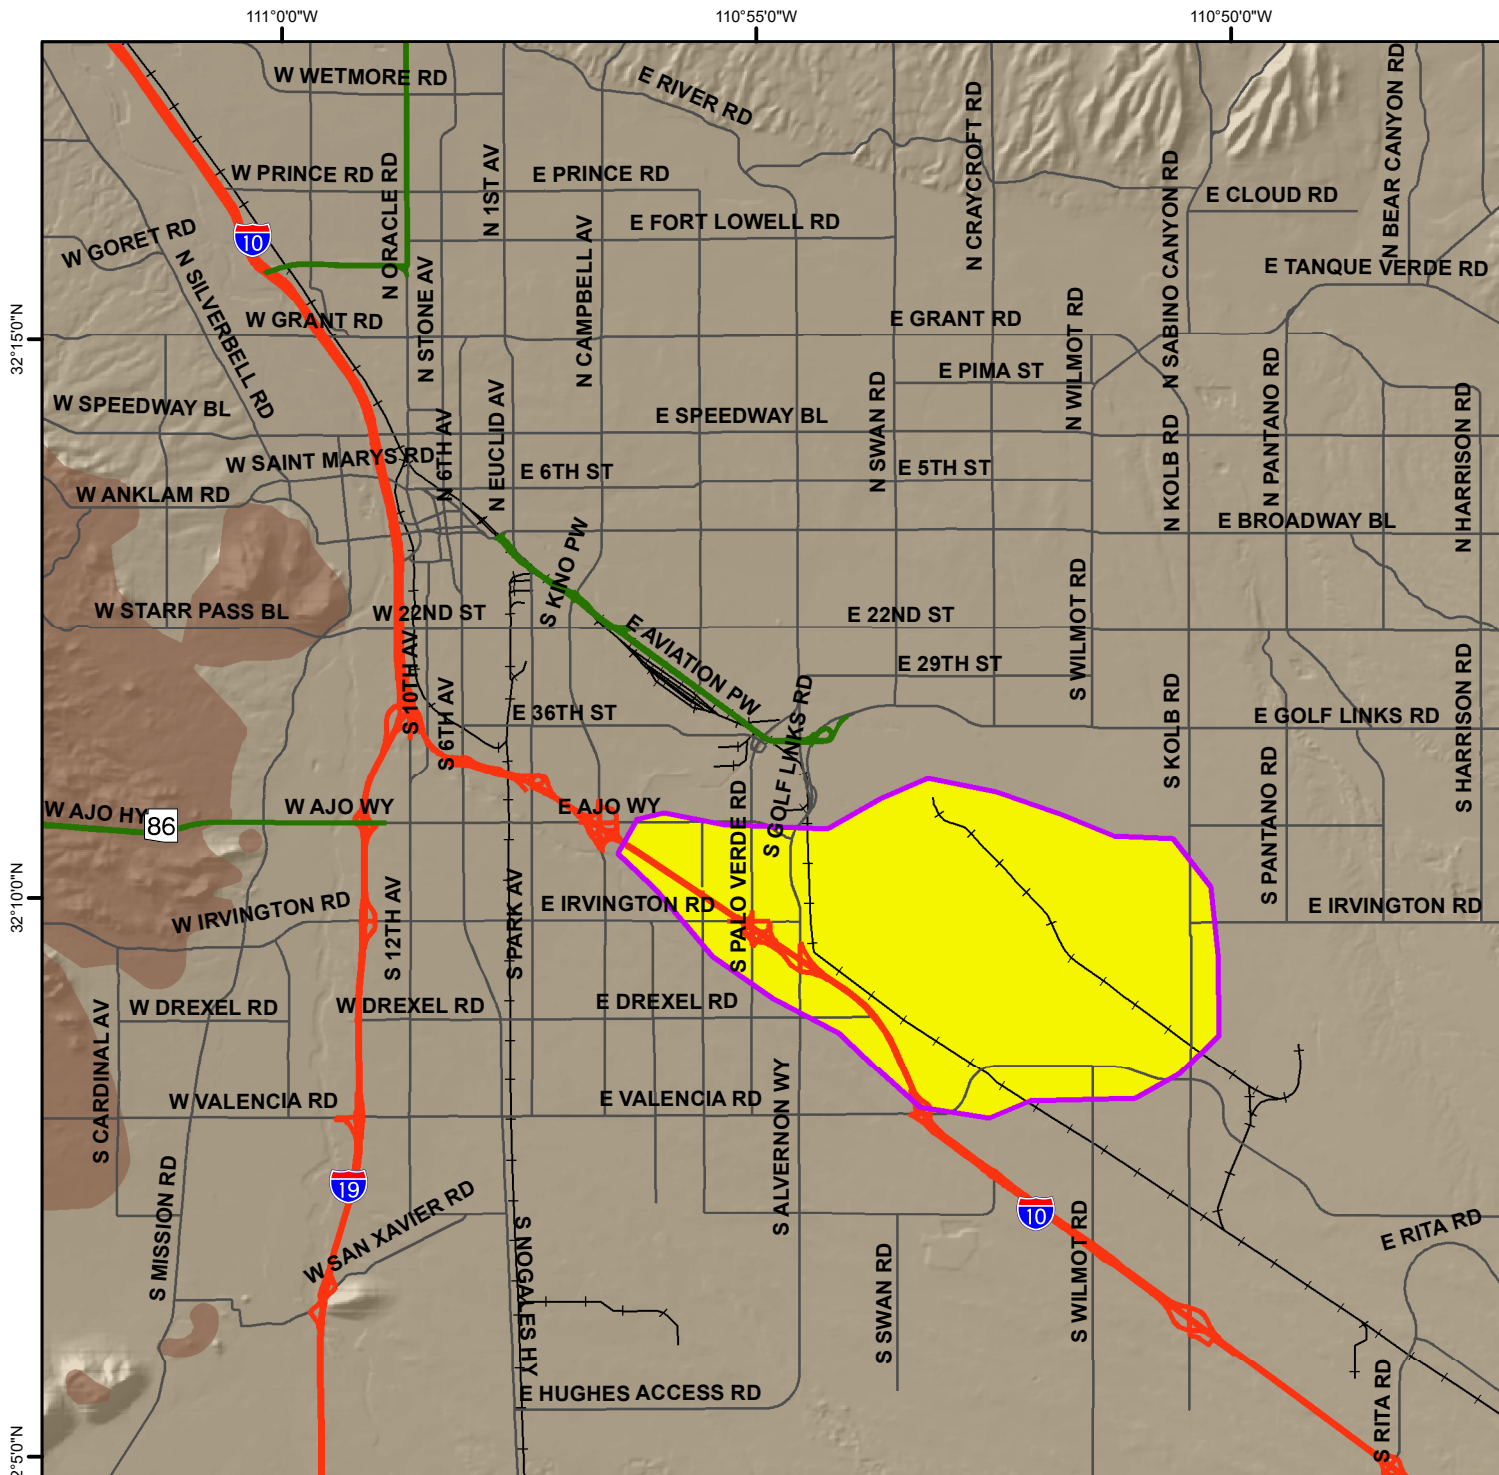 111°0'0"W
110°55'0"W
110°50'0"W
W WETMORE RD
E RIVER RD
N BEAR CANYON RD
N CRAYCROFT RD
W PRINCE RD
N ORACLE RD
N 1ST AV
E PRINCE RD
N SABINO CANYON RD
E CLOUD RD
W GORET RD
10
E FORT LOWELL RD
N CAMPBELL AV
N SILVERBELL RD
N STONE AV
E TANQUE VERDE RD
32°15'0"N
W GRANT RD
E GRANT RD
N WILMOT RD
E PIMA ST
N PANTANO RD
W SPEEDWAY BL
N EUCLID AV
E SPEEDWAY BL
N SWAN RD
N HARRISON RD
W SAINT MARYS RD
N 6TH AV
E 6TH ST
E 5TH ST
N KOLB RD
W ANKLAM RD
E BROADWAY BL
S KINO PW
W STARR PASS BL
W 22ND ST
E AVIATION PW
E 22ND ST
S WILMOT RD
E 29TH ST
S 10TH AV
S 6TH AV
E 36TH ST
S GOLF LINKS RD
S KOLB RD
E GOLF LINKS RD
S HARRISON RD
W AJO HY
86
W AJO WY
E AJO WY
S PALO VERDE RD
S PANTANO RD
32°10'0"N
W IRVINGTON RD
S 12TH AV
S PARK AV
E IRVINGTON RD
E IRVINGTON RD
W DREXEL RD
W DREXEL RD
E DREXEL RD
S CARDINAL AV
W VALENCIA RD
E VALENCIA RD
S ALVERNON WY
S MISSION RD
19
W SAN XAVIER RD
10
S NOGALES HY
S SWAN RD
S WILMOT RD
E RITA RD
E HUGHES ACCESS RD
S RITA RD
2°5'0"N